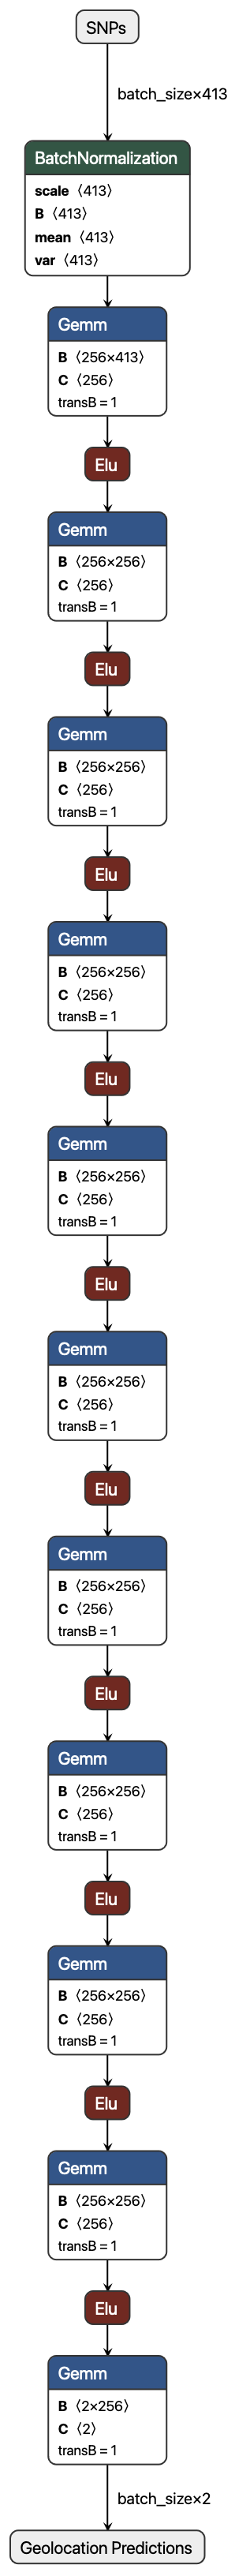 SNPs
batch_size×413
BatchNormalization
scale ⟨413⟩
B ⟨413⟩
mean ⟨413⟩
var ⟨413⟩
Gemm
B ⟨256×413⟩
C ⟨256⟩
transB = 1
Elu
Gemm
B ⟨256×256⟩
C ⟨256⟩
transB = 1
Elu
Gemm
B ⟨256×256⟩
C ⟨256⟩
transB = 1
Elu
Gemm
B ⟨256×256⟩
C ⟨256⟩
transB = 1
Elu
Gemm
B ⟨256×256⟩
C ⟨256⟩
transB = 1
Elu
Gemm
B ⟨256×256⟩
C ⟨256⟩
transB = 1
Elu
Gemm
B ⟨256×256⟩
C ⟨256⟩
transB = 1
Elu
Gemm
B ⟨256×256⟩
C ⟨256⟩
transB = 1
Elu
Gemm
B ⟨256×256⟩
C ⟨256⟩
transB = 1
Elu
Gemm
B ⟨256×256⟩
C ⟨256⟩
transB = 1
Elu
Gemm
B ⟨2×256⟩
C ⟨2⟩
transB = 1
batch_size×2
Geolocation Predictions